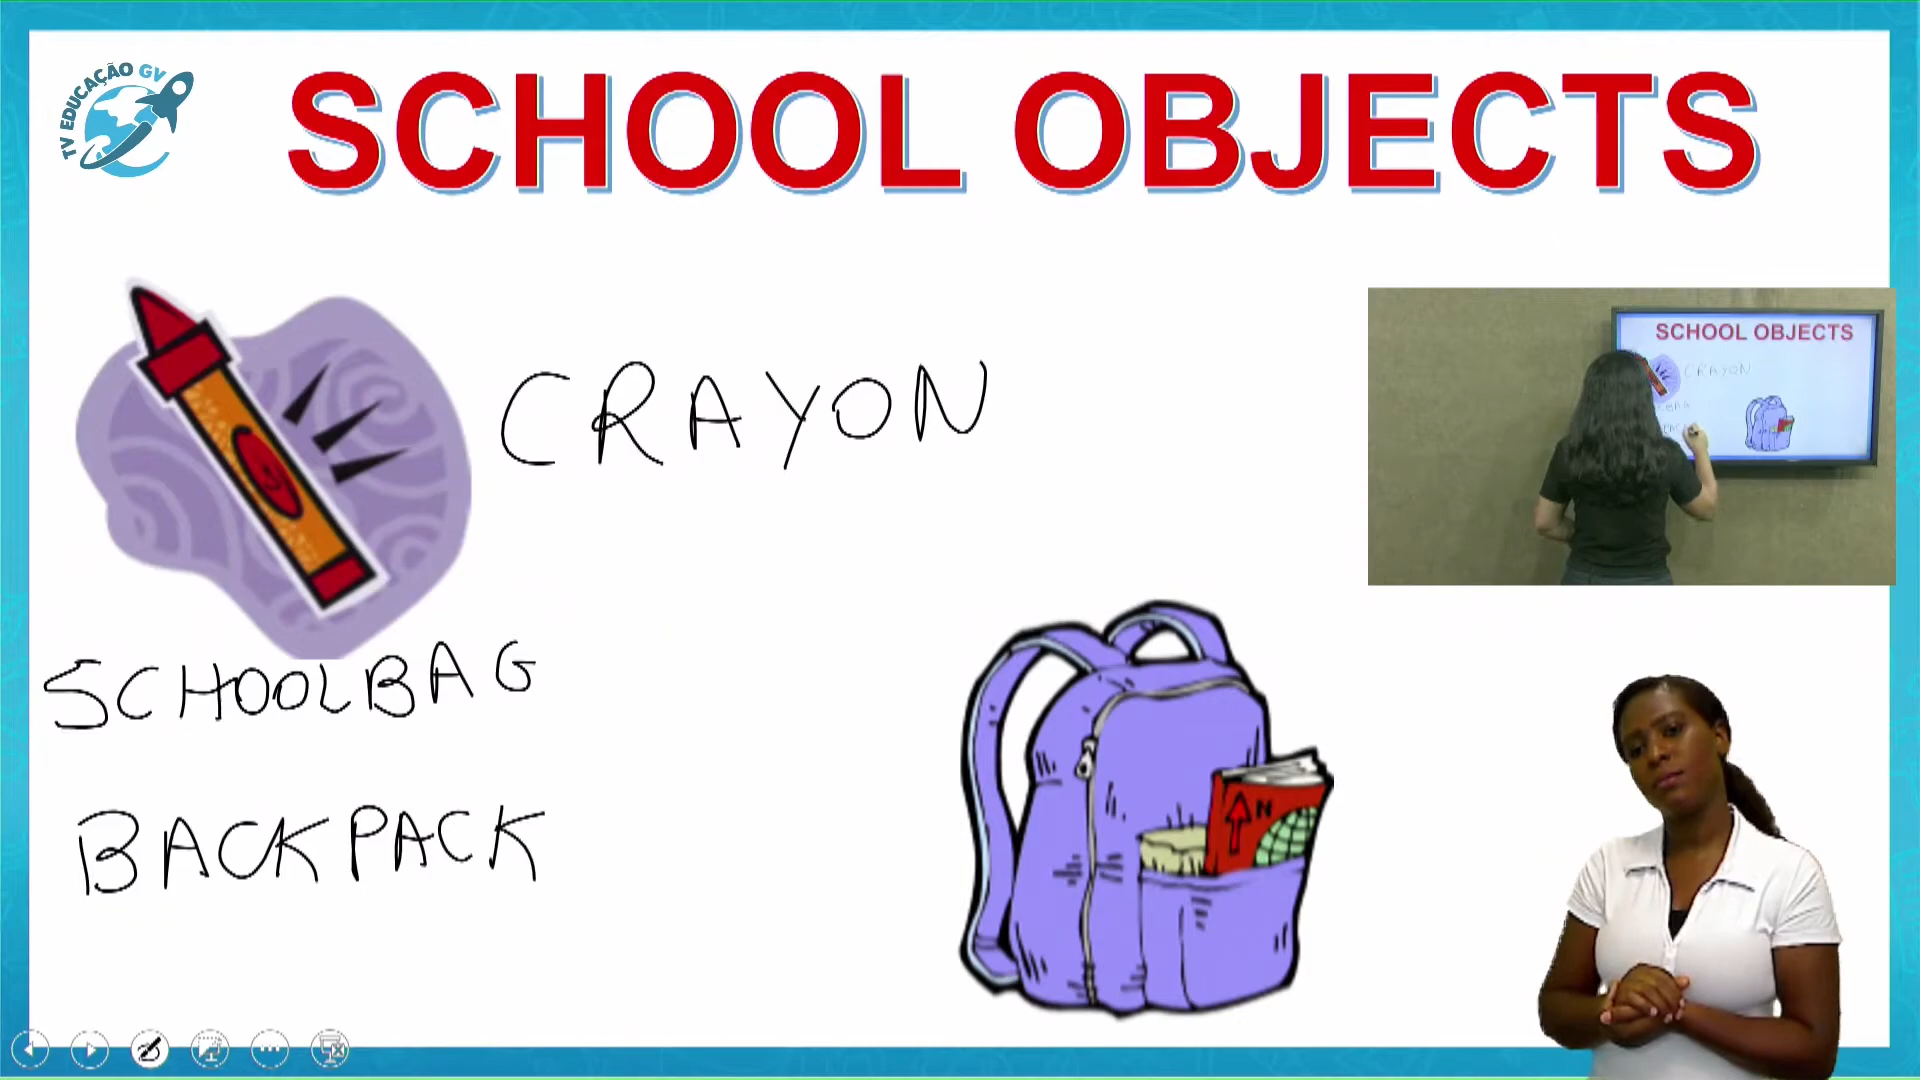 TV EDUCAÇÃO GV
SCHOOL OBJECTS
CRAYON
SCHOOL OBJECTS
CRAYON
SCHOOLBAG
N
BACKPACK